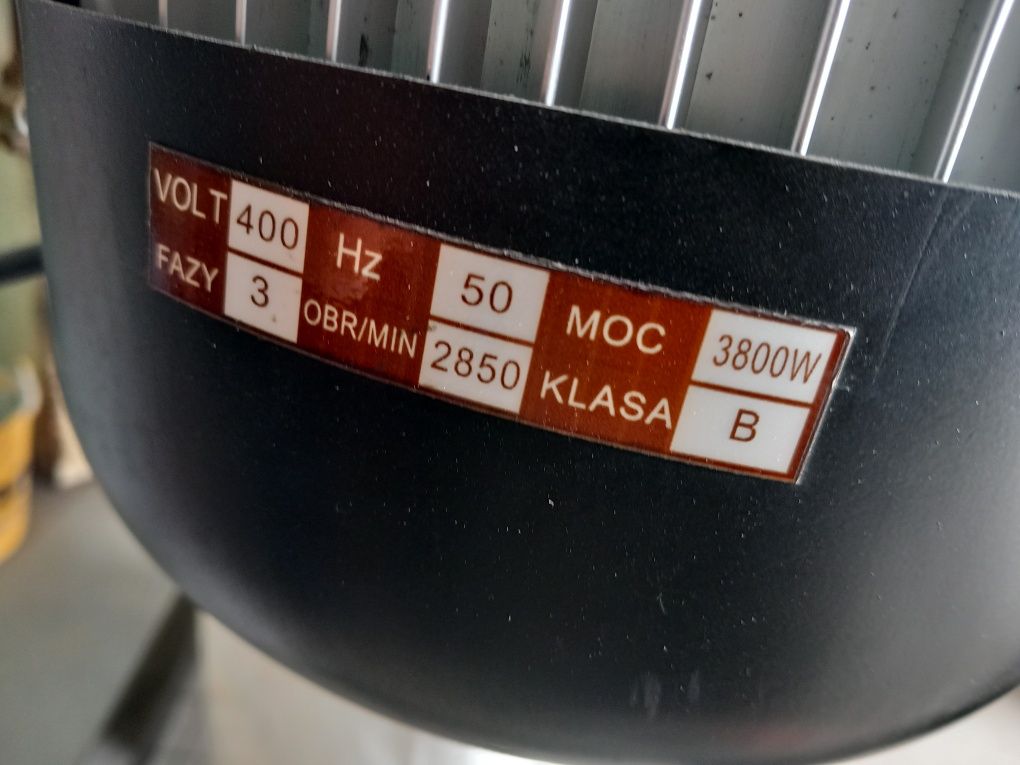 VOLT 400 Hz 50 MOC 3800W
FAZY 3 OBR/MIN 2850 KLASA B